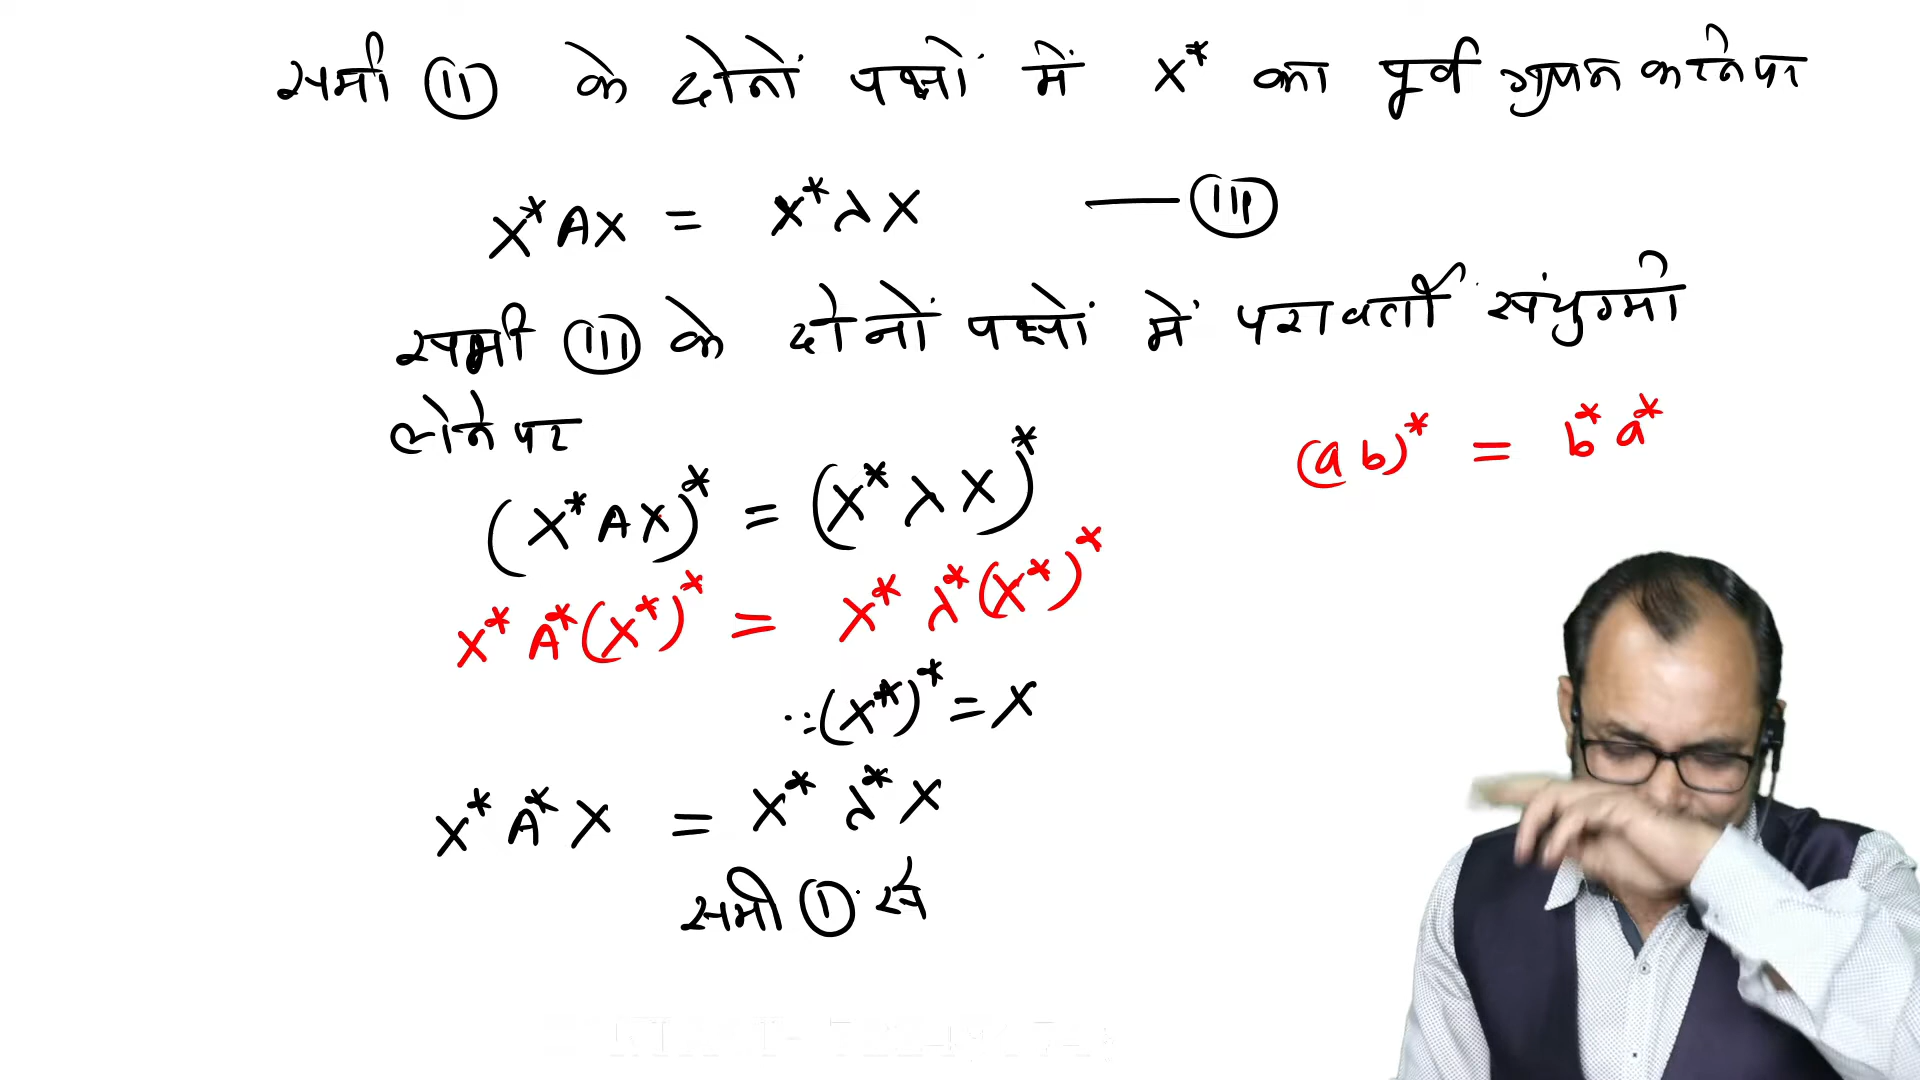 समी (II) के दोनों पक्षों में X* का पूर्व गुणन करने पर
X*AX = X*λX —— (III)
समी (III) के दोनों पक्षों में परावर्ती संयुग्मी
लेने पर
(X*AX)* = (X*λX)*
(ab)* = b*a*
X*A*(X*)* = X*λ*(X*)*
∵ (X*)* = X
X*A*X = X*λ*X
समी (I) से